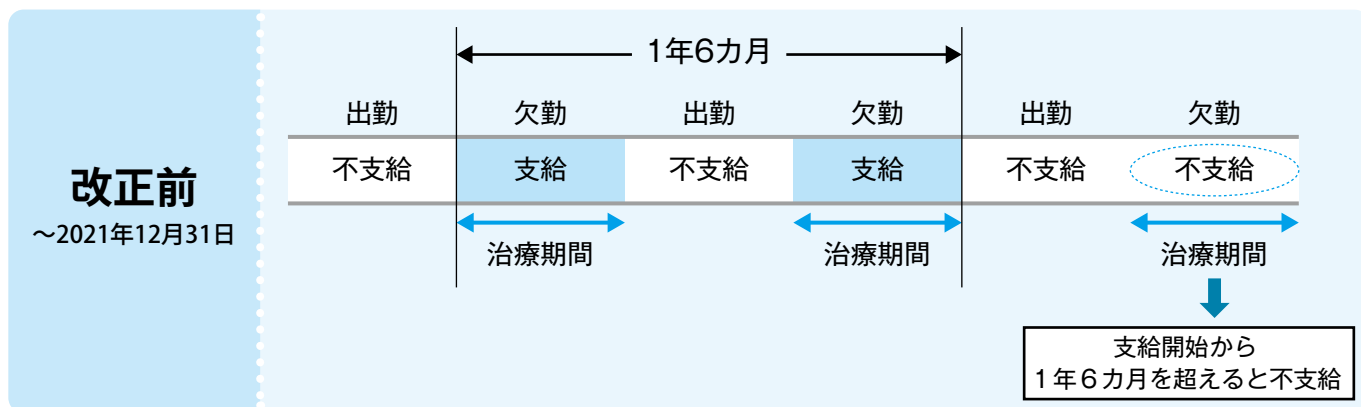 改正前
～2021年12月31日
1年6カ月
出勤 欠勤 出勤 欠勤 出勤 欠勤
不支給 支給 不支給 支給 不支給 不支給
治療期間 治療期間 治療期間
支給開始から
1年6カ月を超えると不支給